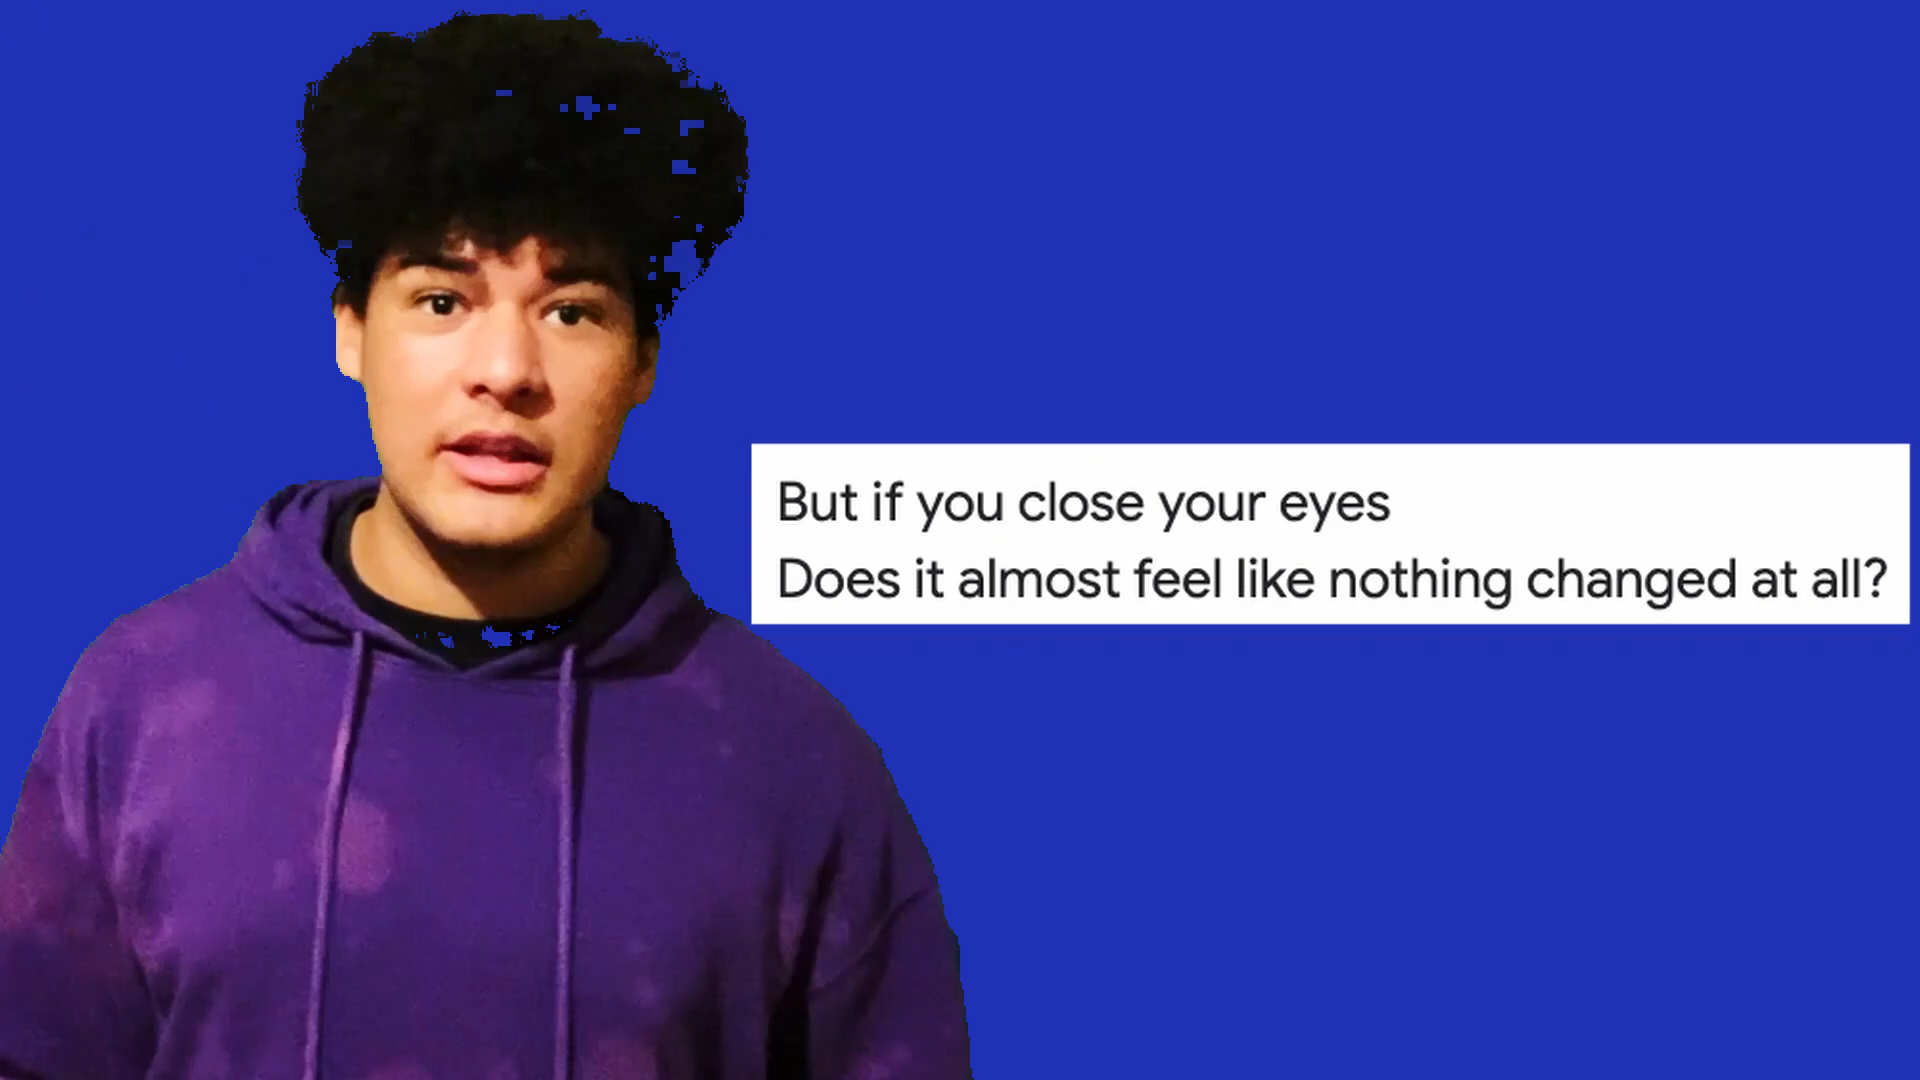 But if you close your eyes
Does it almost feel like nothing changed at all?